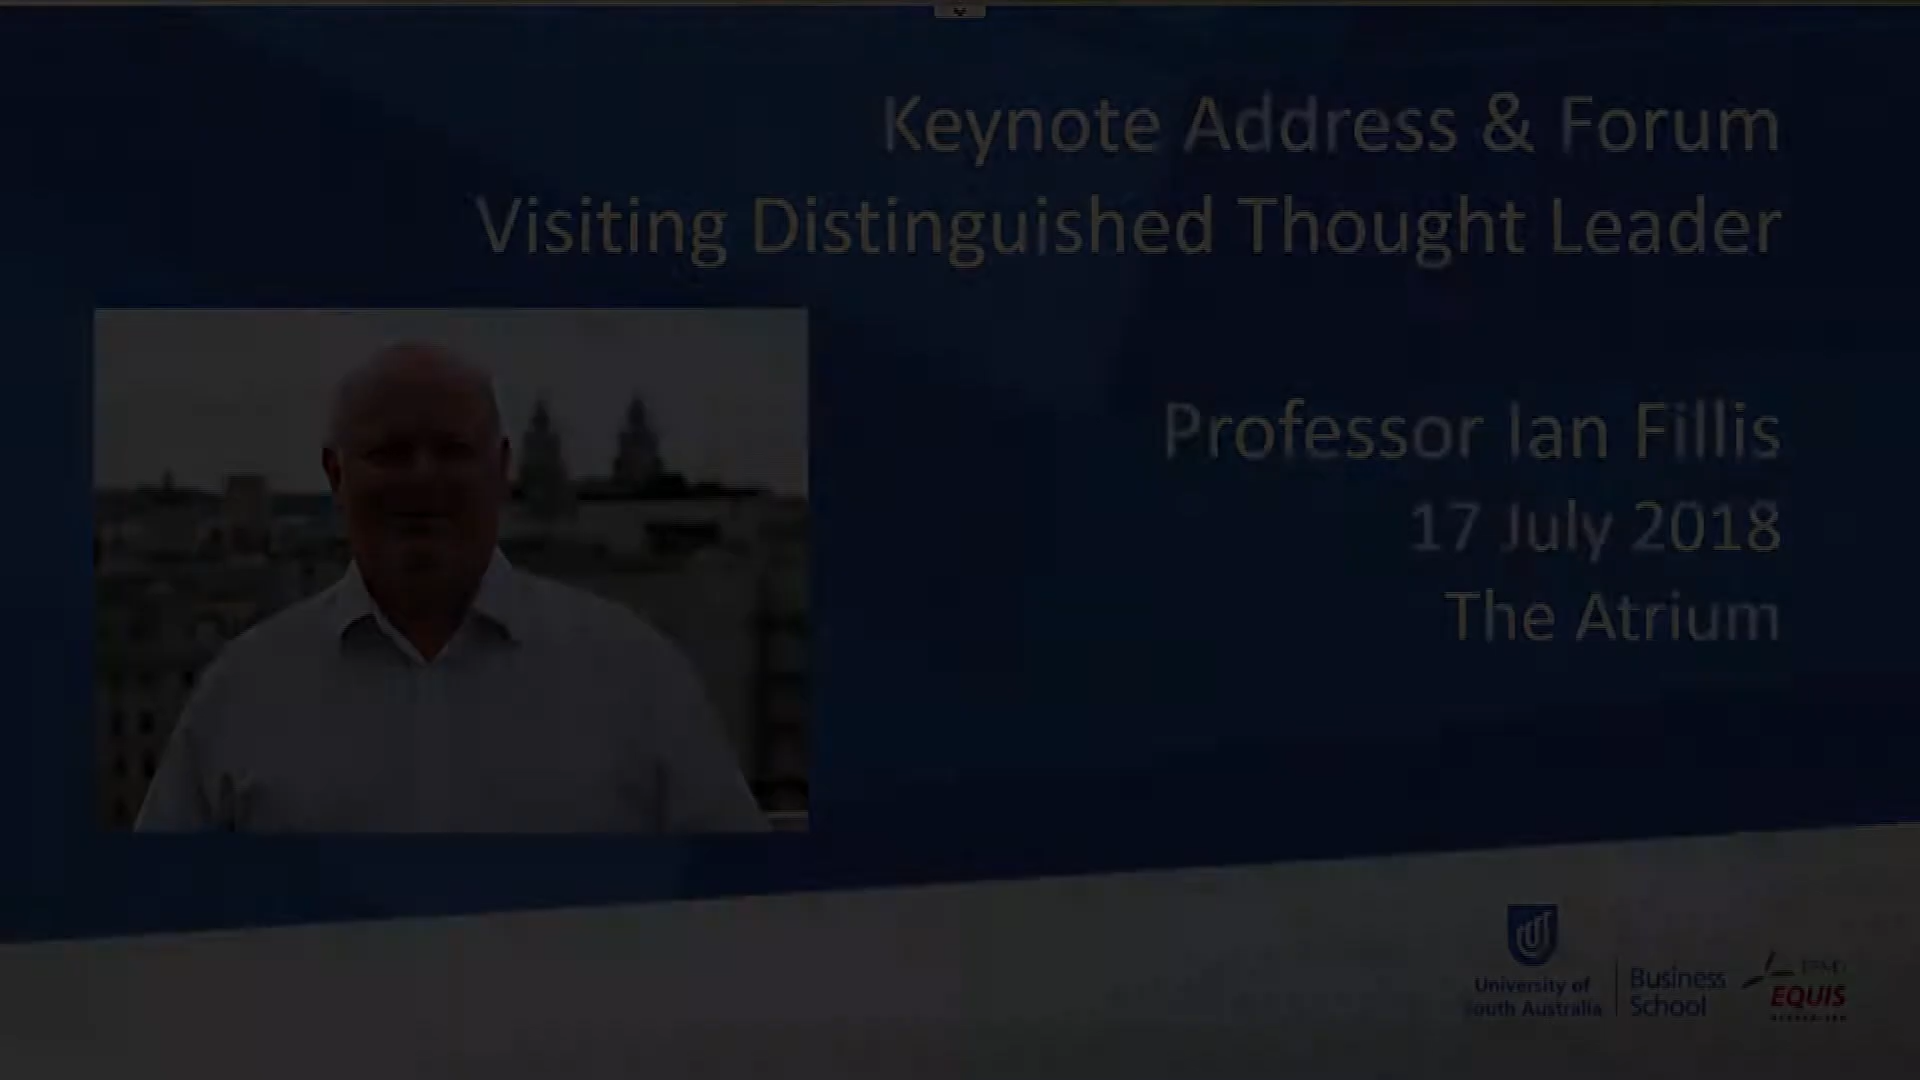 Keynote Address & Forum
Visiting Distinguished Thought Leader
Professor Ian Fillis
17 July 2018
The Atrium
University of
South Australia
Business
School
EQUIS
ACCREDITED